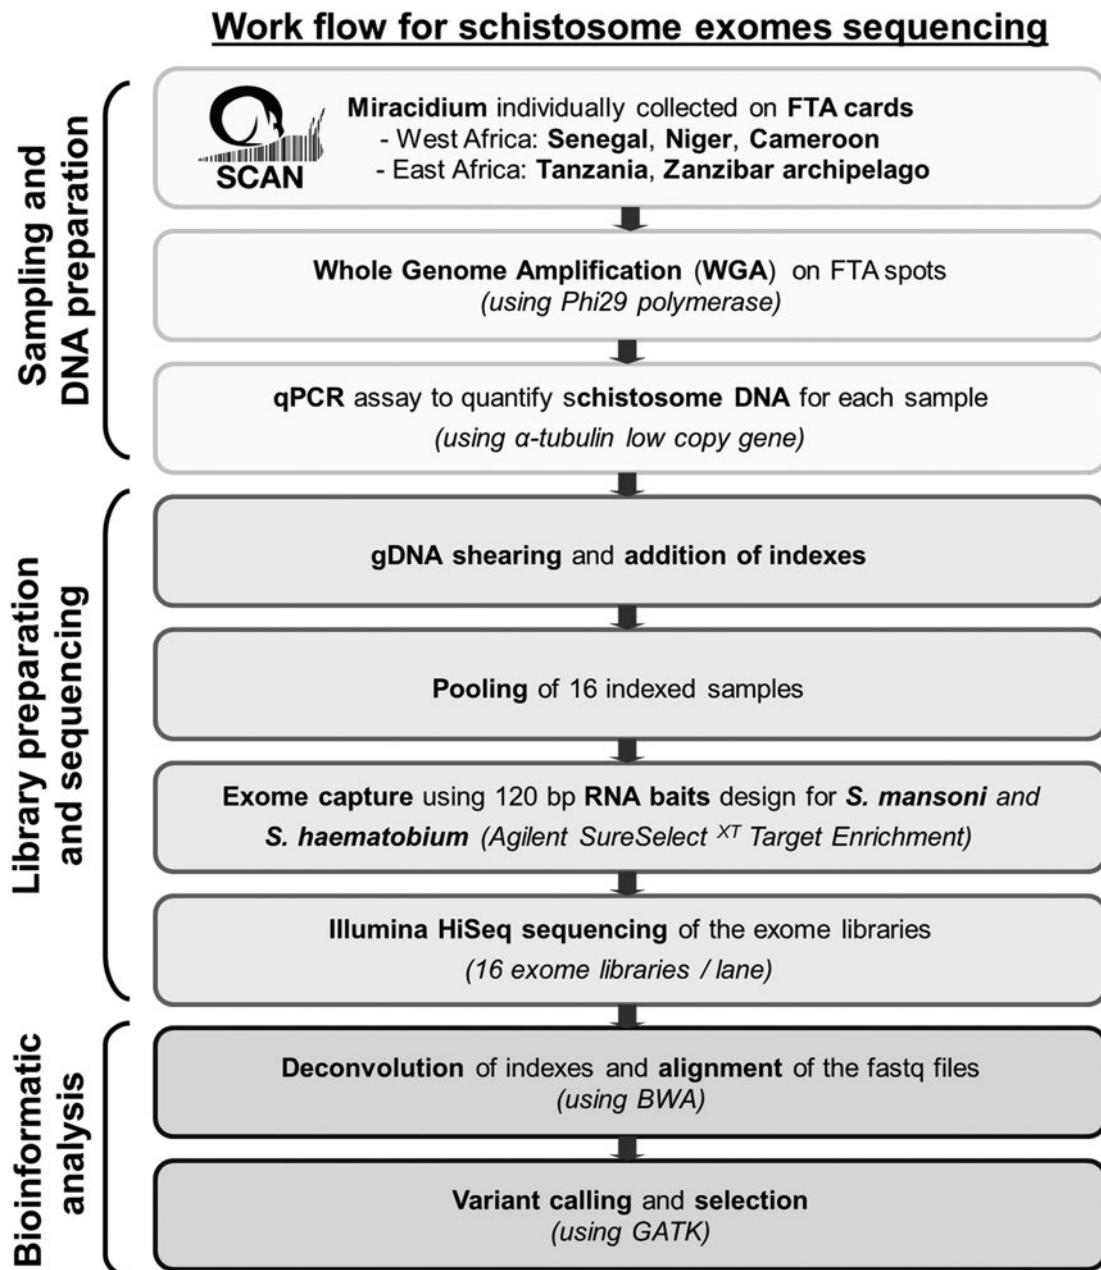 Work flow for schistosome exomes sequencing
Sampling and
DNA preparation
SCAN
Miracidium individually collected on FTA cards
- West Africa: Senegal, Niger, Cameroon
- East Africa: Tanzania, Zanzibar archipelago
Whole Genome Amplification (WGA) on FTA spots
(using Phi29 polymerase)
qPCR assay to quantify schistosome DNA for each sample
(using α-tubulin low copy gene)
Library preparation
and sequencing
gDNA shearing and addition of indexes
Pooling of 16 indexed samples
Exome capture using 120 bp RNA baits design for S. mansoni and
S. haematobium (Agilent SureSelect XT Target Enrichment)
Illumina HiSeq sequencing of the exome libraries
(16 exome libraries / lane)
Bioinformatic
analysis
Deconvolution of indexes and alignment of the fastq files
(using BWA)
Variant calling and selection
(using GATK)